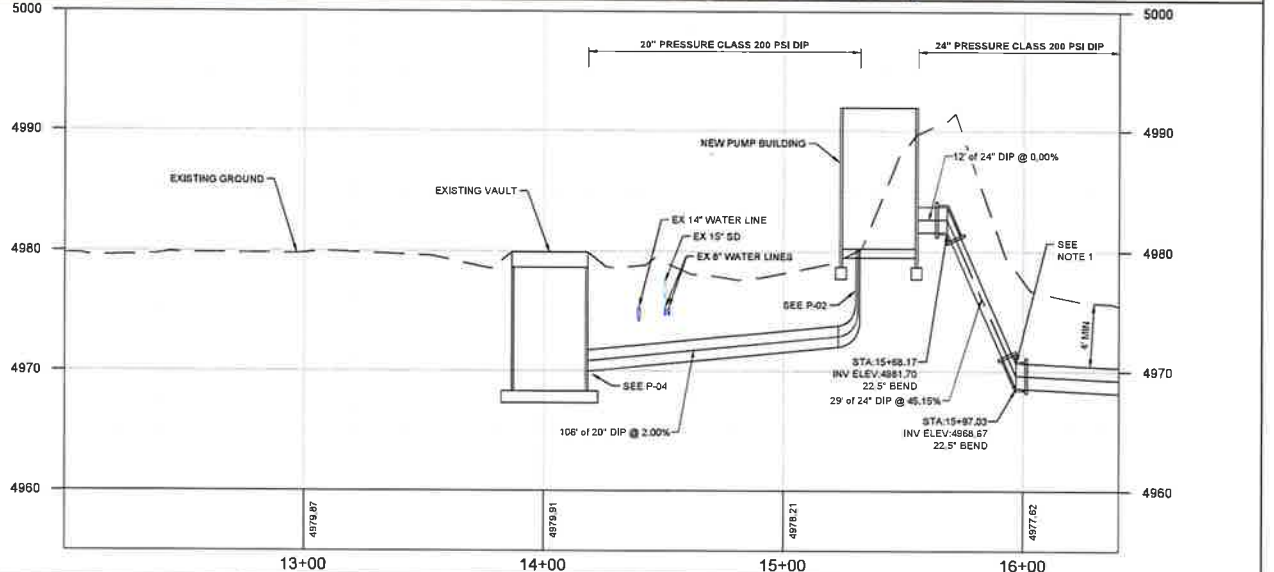 5000
5000
20" PRESSURE CLASS 200 PSI DIP
24" PRESSURE CLASS 200 PSI DIP
4990
4990
NEW PUMP BUILDING
12' of 24" DIP @ 0.00%
EXISTING GROUND
EXISTING VAULT
EX 14" WATER LINE
EX 15" SD
EX 8" WATER LINES
SEE
NOTE 1
4980
4980
SEE P-02
4' MIN
4970
4970
SEE P-04
STA:15+68.17
INV ELEV:4981.70
22.5° BEND
29' of 24" DIP @ 45.15%
106' of 20" DIP @ 2.00%
STA:15+97.03
INV ELEV:4968.67
22.5° BEND
4960
4960
4979.87
4979.91
4978.21
4977.62
13+00
14+00
15+00
16+00